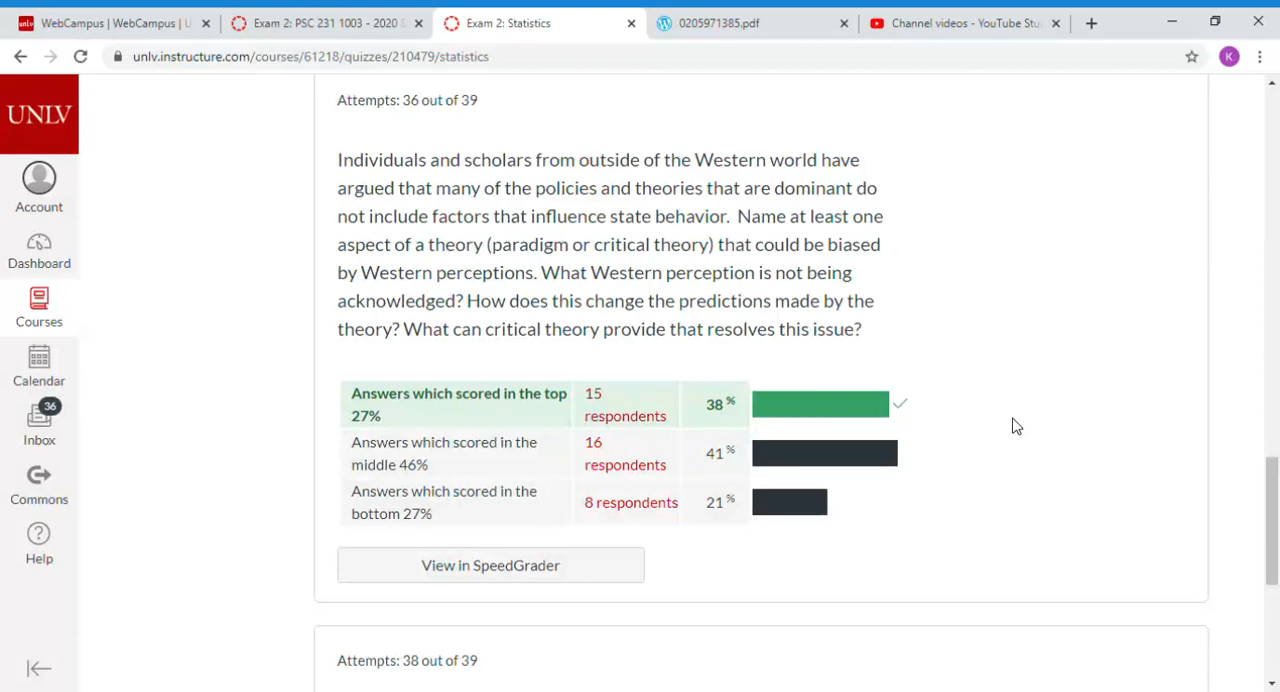 WebCampus | WebCampus | U
Exam 2: PSC 231 1003 - 2020 S
Exam 2: Statistics
0205971385.pdf
Channel videos - YouTube Stu
unlv.instructure.com/courses/61218/quizzes/210479/statistics
K
UNLV
Account
Dashboard
Courses
Calendar
36
Inbox
Commons
Help
Attempts: 36 out of 39
Individuals and scholars from outside of the Western world have
argued that many of the policies and theories that are dominant do
not include factors that influence state behavior. Name at least one
aspect of a theory (paradigm or critical theory) that could be biased
by Western perceptions. What Western perception is not being
acknowledged? How does this change the predictions made by the
theory? What can critical theory provide that resolves this issue?
Answers which scored in the top
27%
15
respondents
38 %
Answers which scored in the
middle 46%
16
respondents
41 %
Answers which scored in the
bottom 27%
8 respondents
21 %
View in SpeedGrader
Attempts: 38 out of 39